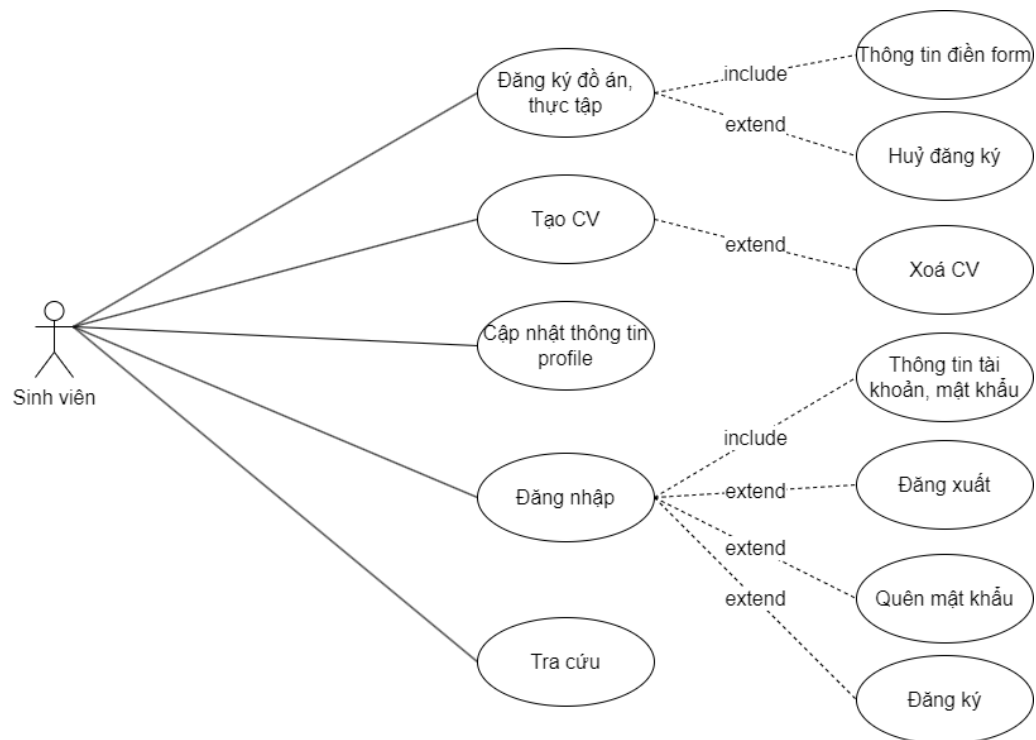 Thông tin điền form
include
Đăng ký đồ án,
thực tập
extend
Huỷ đăng ký
Tạo CV
extend
Xoá CV
Cập nhật thông tin
profile
Sinh viên
Thông tin tài
khoản, mật khẩu
include
Đăng nhập
extend
Đăng xuất
extend
Quên mật khẩu
extend
Tra cứu
Đăng ký